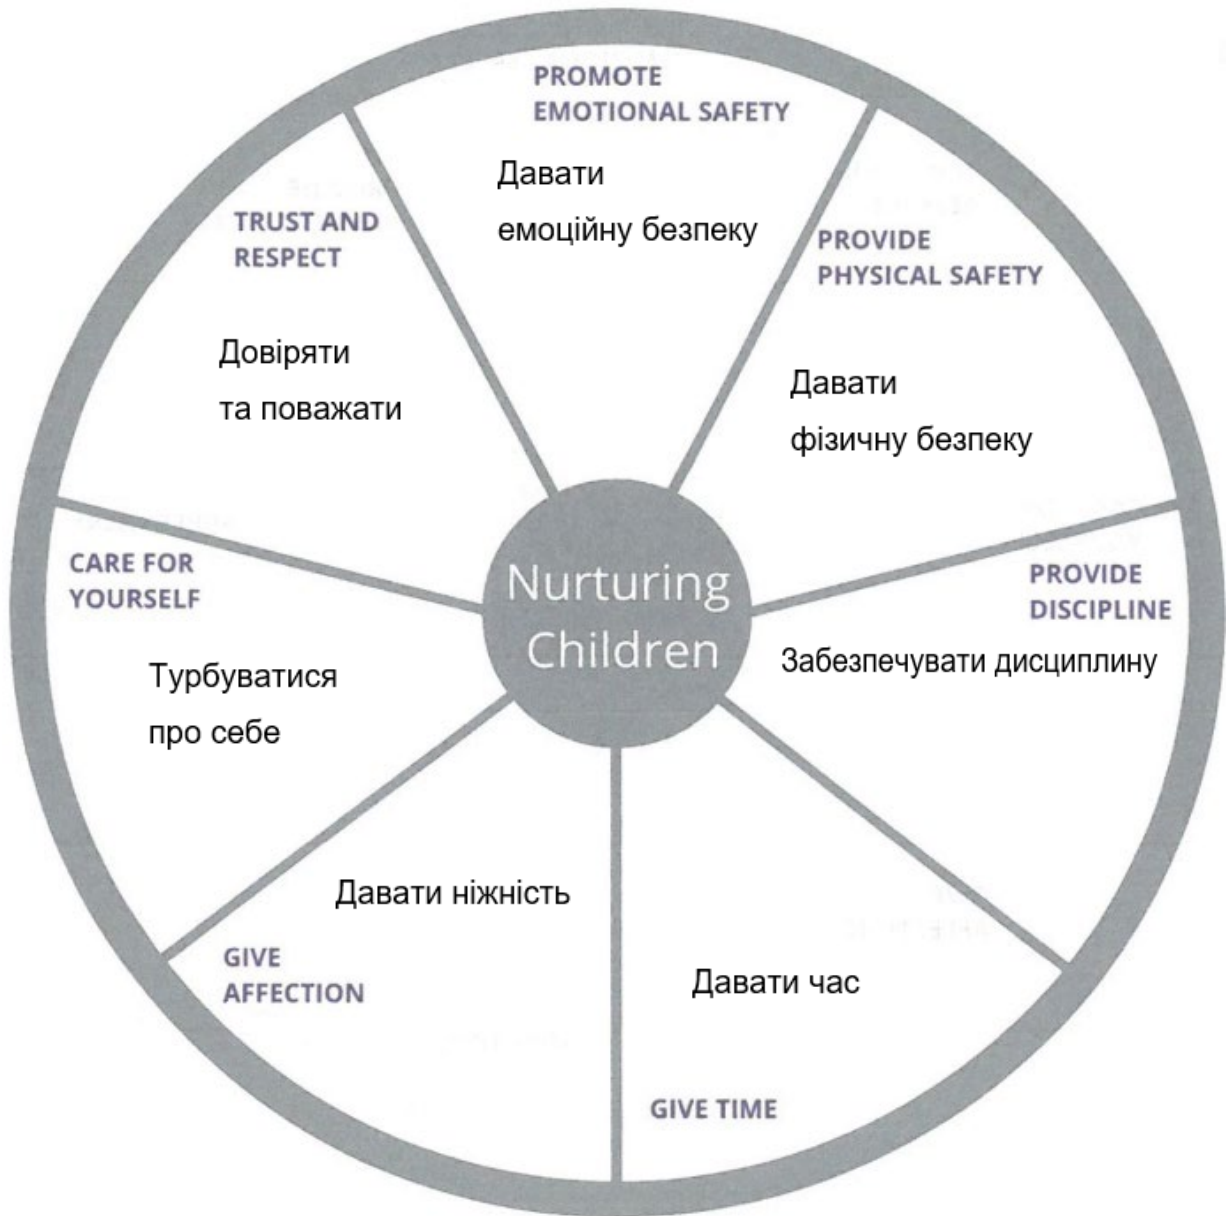 PROMOTE
EMOTIONAL SAFETY
Давати
емоційну безпеку
PROVIDE
PHYSICAL SAFETY
Давати
фізичну безпеку
PROVIDE
DISCIPLINE
Забезпечувати дисциплину
GIVE TIME
Давати час
GIVE
AFFECTION
Давати ніжність
CARE FOR
YOURSELF
Турбуватися
про себе
TRUST AND
RESPECT
Довіряти
та поважати
Nurturing
Children